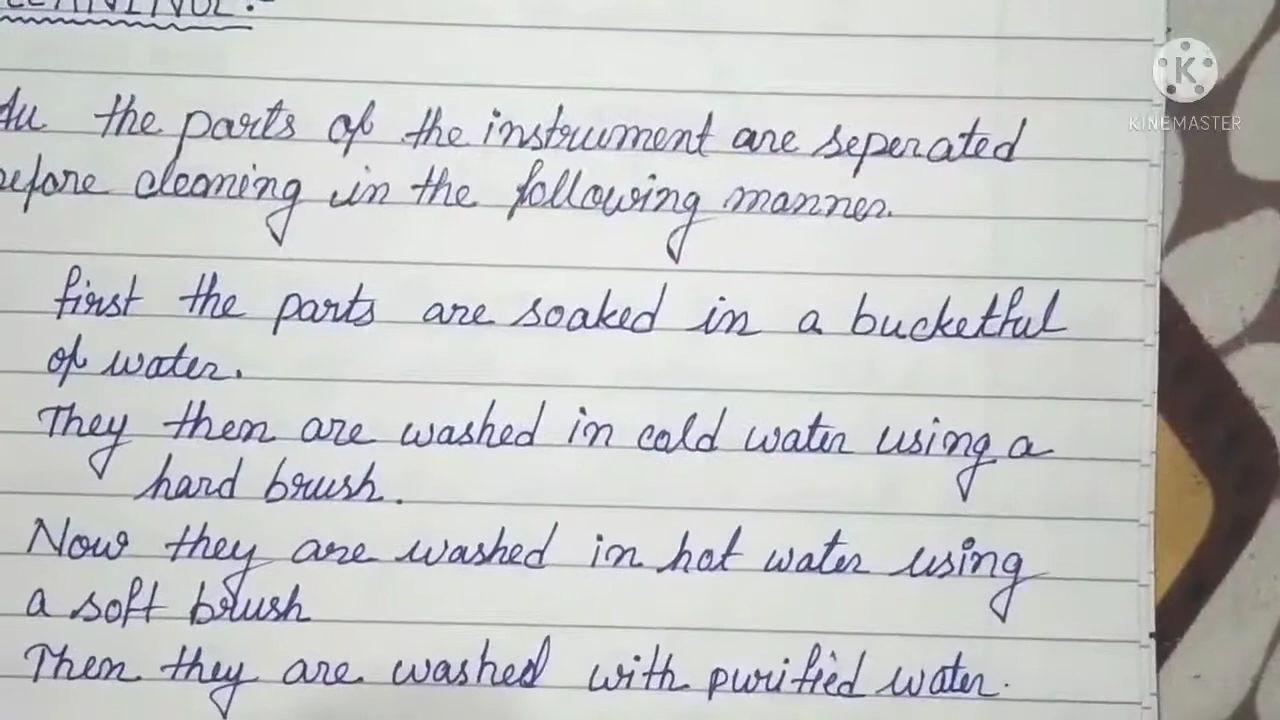 CLEANING:-
All the parts of the instrument are seperated
before cleaning in the following manner.
first the parts are soaked in a bucketful
of water.
They then are washed in cold water using a
hard brush.
Now they are washed in hot water using
a soft brush
Then they are washed with purified water.
K
KINEMASTER